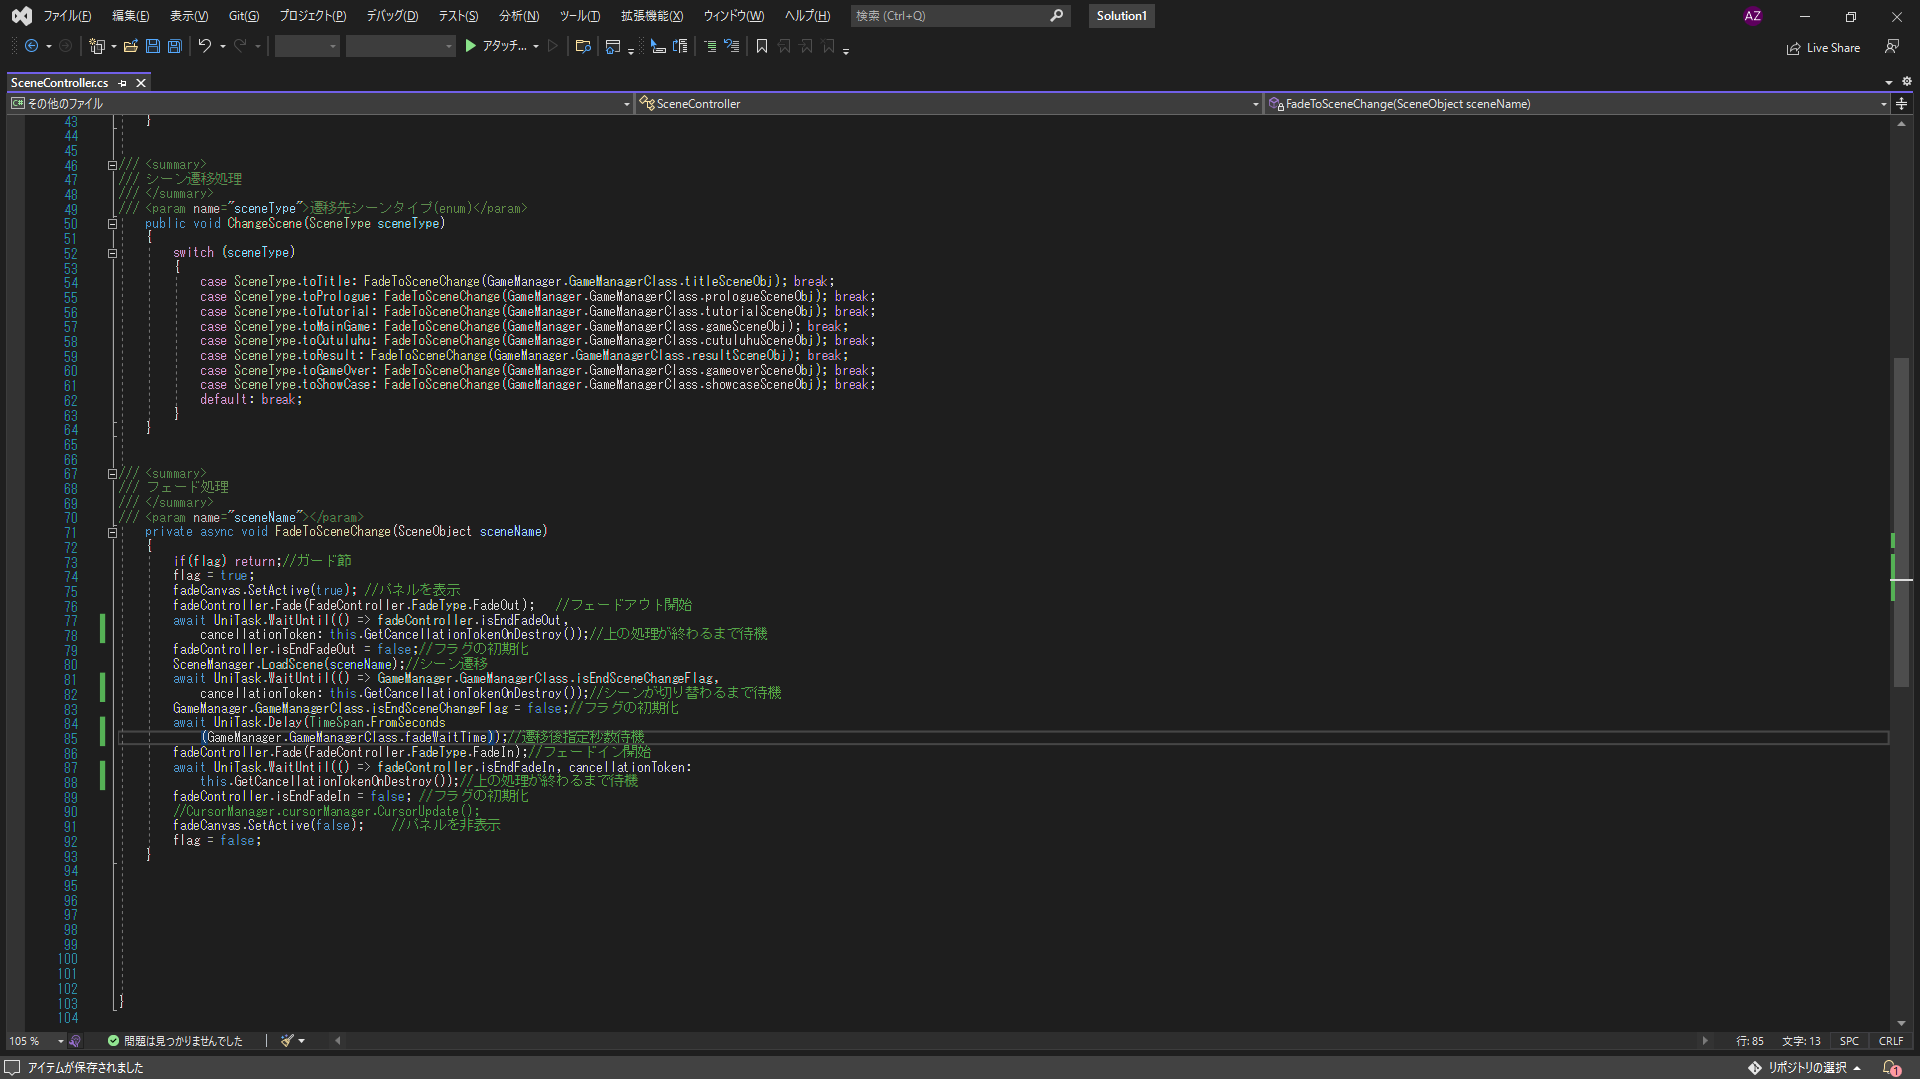 ファイル(F) 編集(E) 表示(V) Git(G) プロジェクト(P) デバッグ(D) テスト(S) 分析(N) ツール(T) 拡張機能(X) ウィンドウ(W) ヘルプ(H) 検索 (Ctrl+Q) Solution1 AZ
アタッチ... Live Share
SceneController.cs
その他のファイル SceneController FadeToSceneChange(SceneObject sceneName)
43 }
44
45
46 /// <summary>
47 /// シーン遷移処理
48 /// </summary>
49 /// <param name="sceneType">遷移先シーンタイプ(enum)</param>
50 public void ChangeScene(SceneType sceneType)
51 {
52 switch (sceneType)
53 {
54 case SceneType.toTitle: FadeToSceneChange(GameManager.GameManagerClass.titleSceneObj); break;
55 case SceneType.toPrologue: FadeToSceneChange(GameManager.GameManagerClass.prologueSceneObj); break;
56 case SceneType.toTutorial: FadeToSceneChange(GameManager.GameManagerClass.tutorialSceneObj); break;
57 case SceneType.toMainGame: FadeToSceneChange(GameManager.GameManagerClass.gameSceneObj); break;
58 case SceneType.toCutuluhu: FadeToSceneChange(GameManager.GameManagerClass.cutuluhuSceneObj); break;
59 case SceneType.toResult: FadeToSceneChange(GameManager.GameManagerClass.resultSceneObj); break;
60 case SceneType.toGameOver: FadeToSceneChange(GameManager.GameManagerClass.gameoverSceneObj); break;
61 case SceneType.toShowCase: FadeToSceneChange(GameManager.GameManagerClass.showcaseSceneObj); break;
62 default: break;
63 }
64 }
65
66
67 /// <summary>
68 /// フェード処理
69 /// </summary>
70 /// <param name="sceneName"></param>
71 private async void FadeToSceneChange(SceneObject sceneName)
72 {
73 if(flag) return;//ガード節
74 flag = true;
75 fadeCanvas.SetActive(true); //パネルを表示
76 fadeController.Fade(FadeController.FadeType.FadeOut); //フェードアウト開始
77 await UniTask.WaitUntil(() => fadeController.isEndFadeOut,
78 cancellationToken: this.GetCancellationTokenOnDestroy());//上の処理が終わるまで待機
79 fadeController.isEndFadeOut = false;//フラグの初期化
80 SceneManager.LoadScene(sceneName);//シーン遷移
81 await UniTask.WaitUntil(() => GameManager.GameManagerClass.isEndSceneChangeFlag,
82 cancellationToken: this.GetCancellationTokenOnDestroy());//シーンが切り替わるまで待機
83 GameManager.GameManagerClass.isEndSceneChangeFlag = false;//フラグの初期化
84 await UniTask.Delay(TimeSpan.FromSeconds
85 (GameManager.GameManagerClass.fadeWaitTime));//遷移後指定秒数待機
86 fadeController.Fade(FadeController.FadeType.FadeIn);//フェードイン開始
87 await UniTask.WaitUntil(() => fadeController.isEndFadeIn, cancellationToken:
88 this.GetCancellationTokenOnDestroy());//上の処理が終わるまで待機
89 fadeController.isEndFadeIn = false; //フラグの初期化
90 //CursorManager.cursorManager.CursorUpdate();
91 fadeCanvas.SetActive(false); //パネルを非表示
92 flag = false;
93 }
94
95
96
97
98
99
100
101
102
103 }
104
105 % 問題は見つかりませんでした 行: 85 文字: 13 SPC CRLF
アイテムが保存されました リポジトリの選択 1